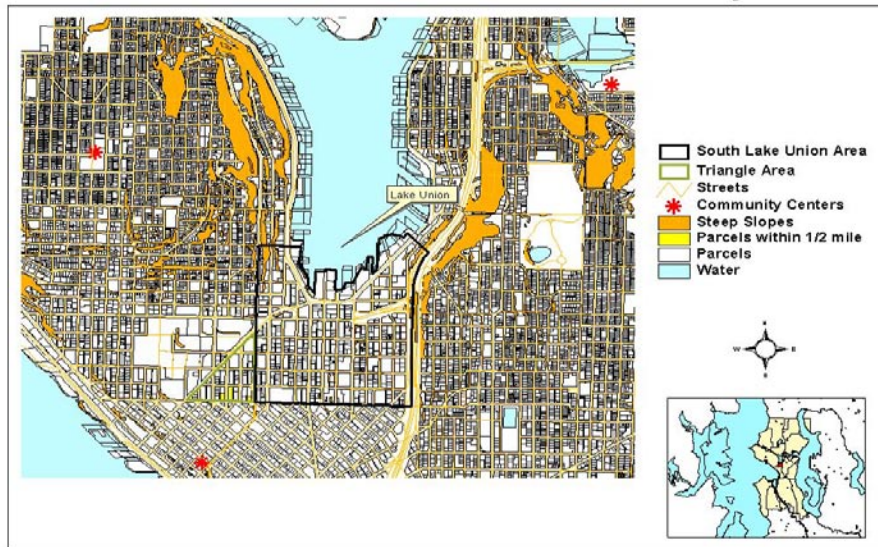 Lake Union
South Lake Union Area
Triangle Area
Streets
Community Centers
Steep Slopes
Parcels within 1/2 mile
Parcels
Water
W
E